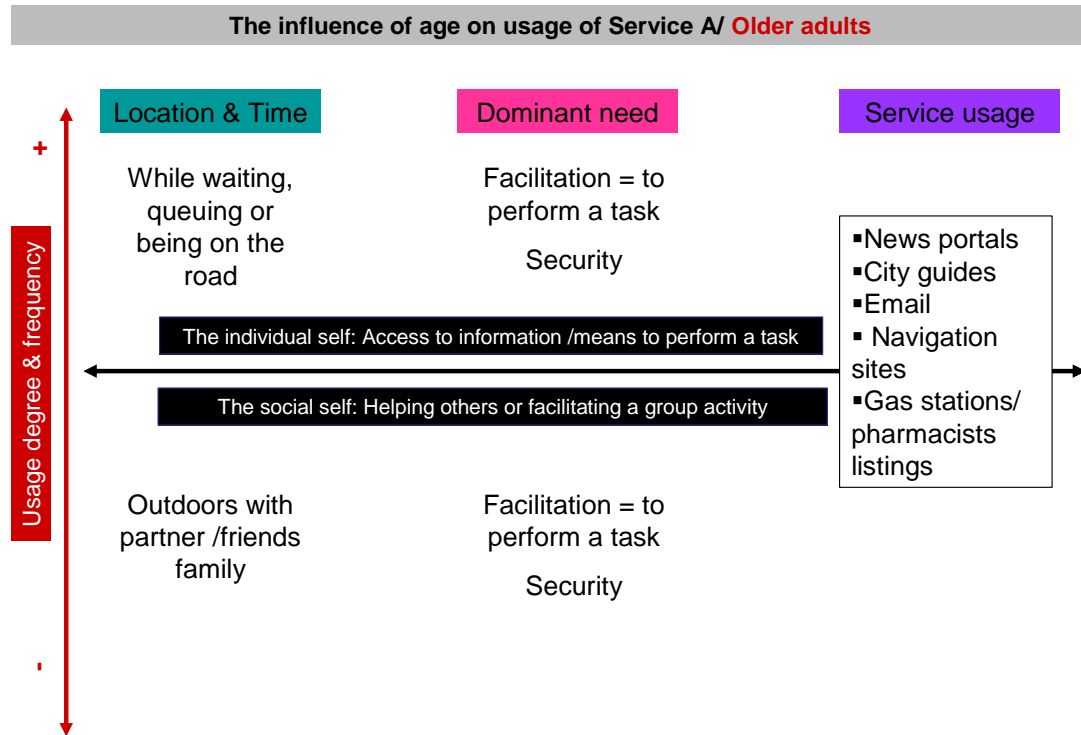 The influence of age on usage of Service A/ Older adults
Location & Time
Dominant need
Service usage
+
Usage degree & frequency
-
While waiting,
queuing or
being on the
road
Facilitation = to
perform a task
Security
The individual self: Access to information /means to perform a task
The social self: Helping others or facilitating a group activity
▪News portals
▪City guides
▪Email
▪ Navigation
sites
▪Gas stations/
pharmacists
listings
Outdoors with
partner /friends
family
Facilitation = to
perform a task
Security